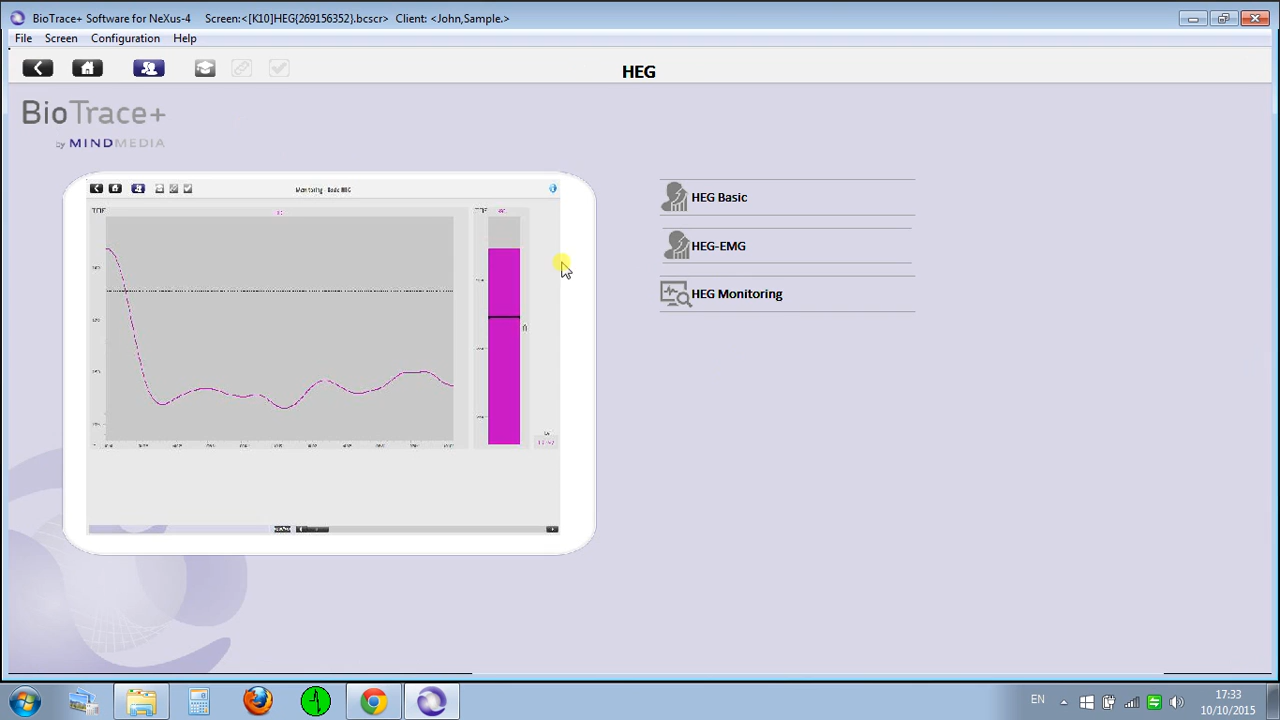 BioTrace+ Software for NeXus-4 Screen:<[K10]HEG{269156352}.bcscr> Client: <John,Sample.>
File Screen Configuration Help
HEG
BioTrace+
by MINDMEDIA
HEG Basic
HEG-EMG
HEG Monitoring
EN
17:33
10/10/2015